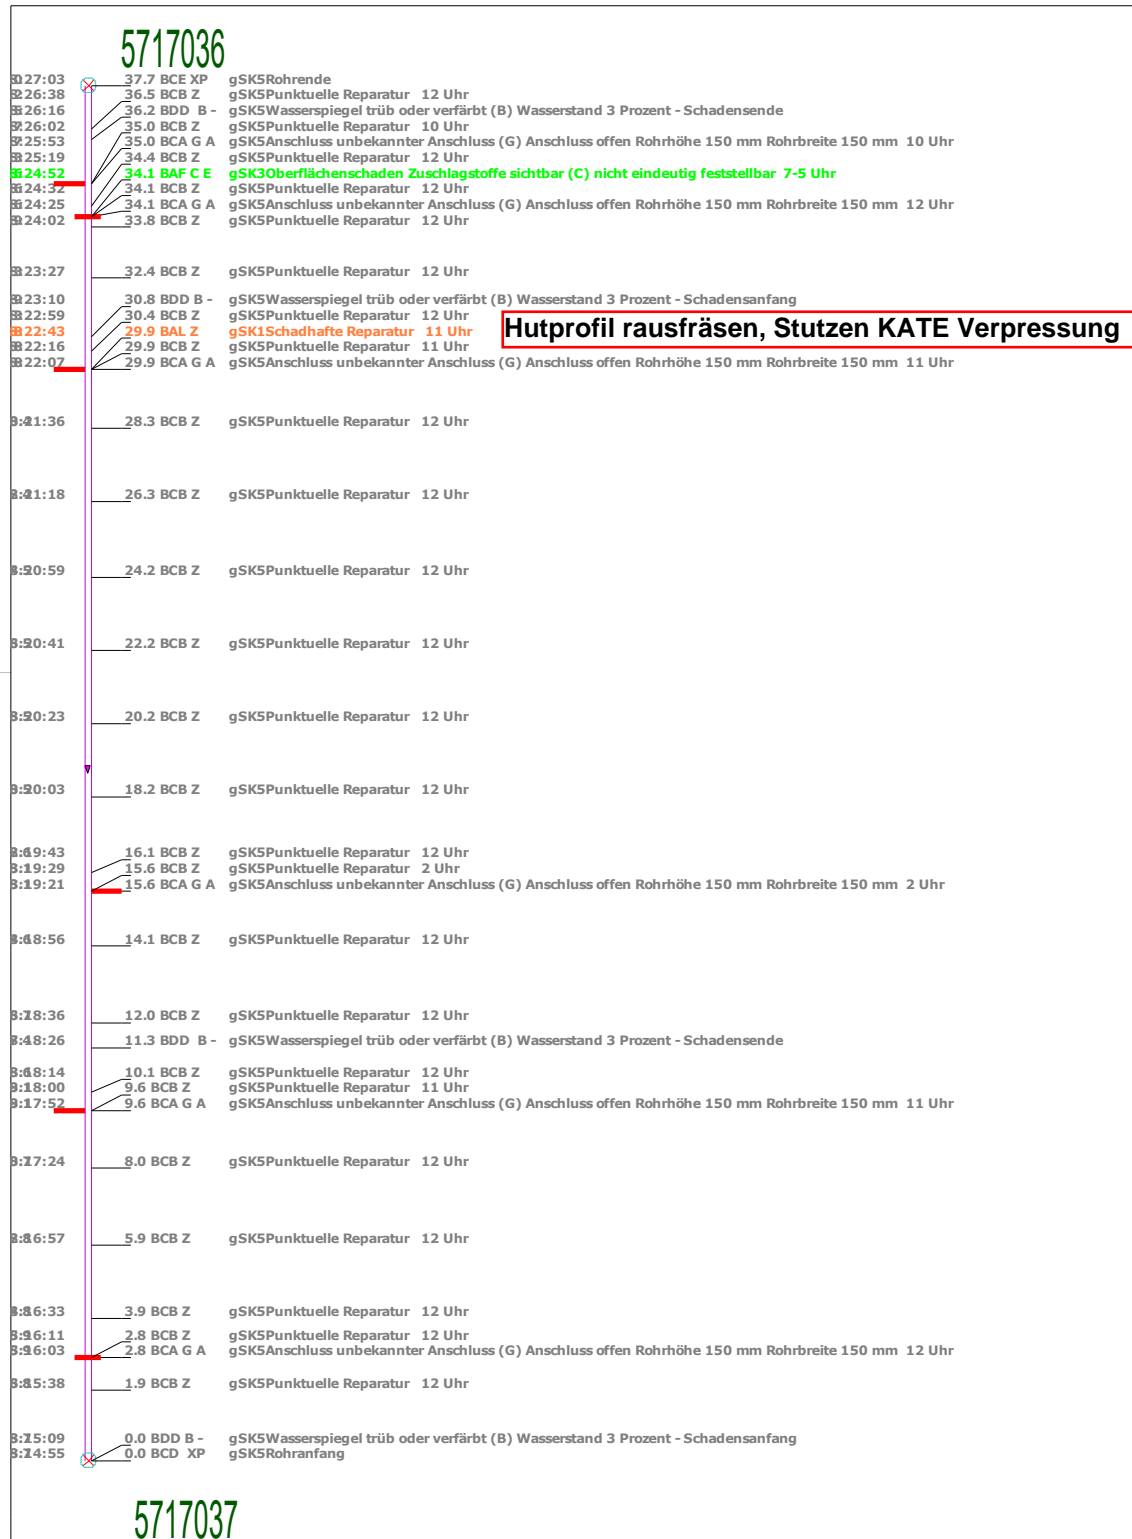 5717036
27:03 37.7 BCE XP gSK5Rohrende
26:38 36.5 BCB Z gSK5Punktuelle Reparatur 12 Uhr
26:16 36.2 BDD B - gSK5Wasserspiegel trüb oder verfärbt (B) Wasserstand 3 Prozent - Schadensende
26:02 35.0 BCB Z gSK5Punktuelle Reparatur 10 Uhr
25:53 35.0 BCA G A gSK5Anschluss unbekannter Anschluss (G) Anschluss offen Rohrhöhe 150 mm Rohrbreite 150 mm 10 Uhr
25:19 34.4 BCB Z gSK5Punktuelle Reparatur 12 Uhr
24:52 34.1 BAF C E gSK3Oberflächenschaden Zuschlagstoffe sichtbar (C) nicht eindeutig feststellbar 7-5 Uhr
24:32 34.1 BCB Z gSK5Punktuelle Reparatur 12 Uhr
24:25 34.1 BCA G A gSK5Anschluss unbekannter Anschluss (G) Anschluss offen Rohrhöhe 150 mm Rohrbreite 150 mm 12 Uhr
24:02 33.8 BCB Z gSK5Punktuelle Reparatur 12 Uhr
23:27 32.4 BCB Z gSK5Punktuelle Reparatur 12 Uhr
23:10 30.8 BDD B - gSK5Wasserspiegel trüb oder verfärbt (B) Wasserstand 3 Prozent - Schadensanfang
22:59 30.4 BCB Z gSK5Punktuelle Reparatur 12 Uhr
22:43 29.9 BAL Z gSK1Schadhafte Reparatur 11 Uhr
Hutprofil rausfräsen, Stutzen KATE Verpressung
22:16 29.9 BCB Z gSK5Punktuelle Reparatur 11 Uhr
22:07 29.9 BCA G A gSK5Anschluss unbekannter Anschluss (G) Anschluss offen Rohrhöhe 150 mm Rohrbreite 150 mm 11 Uhr
21:36 28.3 BCB Z gSK5Punktuelle Reparatur 12 Uhr
21:18 26.3 BCB Z gSK5Punktuelle Reparatur 12 Uhr
20:59 24.2 BCB Z gSK5Punktuelle Reparatur 12 Uhr
20:41 22.2 BCB Z gSK5Punktuelle Reparatur 12 Uhr
20:23 20.2 BCB Z gSK5Punktuelle Reparatur 12 Uhr
20:03 18.2 BCB Z gSK5Punktuelle Reparatur 12 Uhr
19:43 16.1 BCB Z gSK5Punktuelle Reparatur 12 Uhr
19:29 15.6 BCB Z gSK5Punktuelle Reparatur 2 Uhr
19:21 15.6 BCA G A gSK5Anschluss unbekannter Anschluss (G) Anschluss offen Rohrhöhe 150 mm Rohrbreite 150 mm 2 Uhr
18:56 14.1 BCB Z gSK5Punktuelle Reparatur 12 Uhr
18:36 12.0 BCB Z gSK5Punktuelle Reparatur 12 Uhr
18:26 11.3 BDD B - gSK5Wasserspiegel trüb oder verfärbt (B) Wasserstand 3 Prozent - Schadensende
18:14 10.1 BCB Z gSK5Punktuelle Reparatur 12 Uhr
18:00 9.6 BCB Z gSK5Punktuelle Reparatur 11 Uhr
17:52 9.6 BCA G A gSK5Anschluss unbekannter Anschluss (G) Anschluss offen Rohrhöhe 150 mm Rohrbreite 150 mm 11 Uhr
17:24 8.0 BCB Z gSK5Punktuelle Reparatur 12 Uhr
16:57 5.9 BCB Z gSK5Punktuelle Reparatur 12 Uhr
16:33 3.9 BCB Z gSK5Punktuelle Reparatur 12 Uhr
16:11 2.8 BCB Z gSK5Punktuelle Reparatur 12 Uhr
16:03 2.8 BCA G A gSK5Anschluss unbekannter Anschluss (G) Anschluss offen Rohrhöhe 150 mm Rohrbreite 150 mm 12 Uhr
15:38 1.9 BCB Z gSK5Punktuelle Reparatur 12 Uhr
15:09 0.0 BDD B - gSK5Wasserspiegel trüb oder verfärbt (B) Wasserstand 3 Prozent - Schadensanfang
14:55 0.0 BCD XP gSK5Rohranfang
5717037